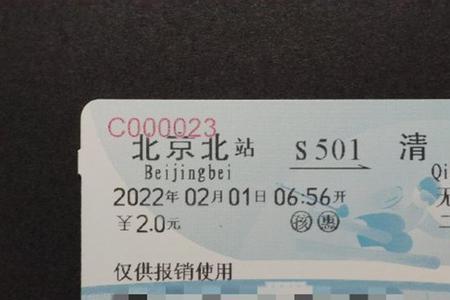 C000023
北京北站 S501 清
Beijingbei Qi
2022年02月01日 06:56开
￥2.0元 孩 惠
仅供报销使用